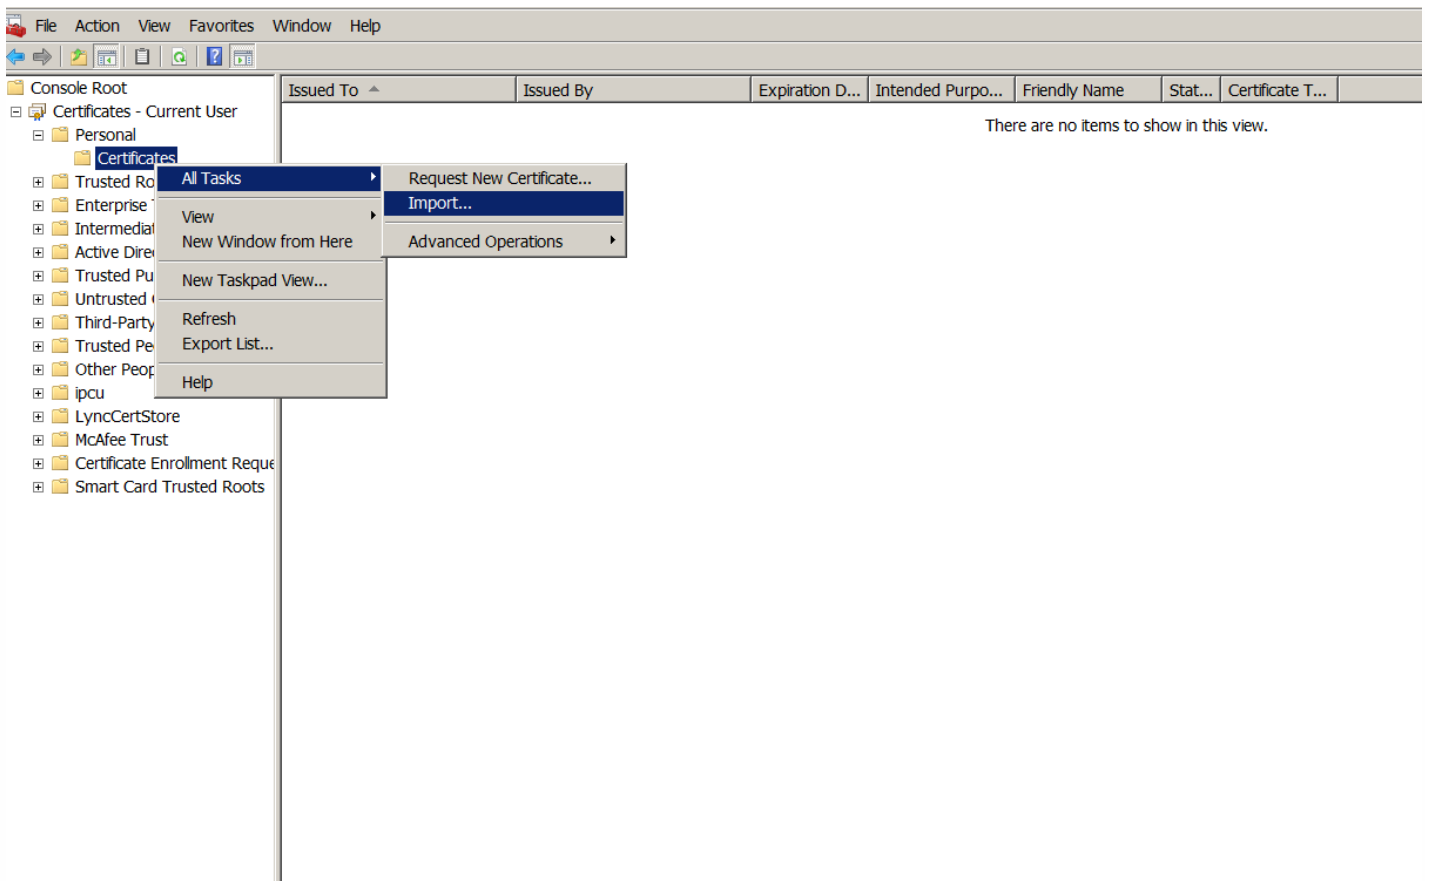 File Action View Favorites Window Help
Console Root
Certificates - Current User
Personal
Certificates
Trusted Ro
Enterprise
Intermediat
Active Dire
Trusted Pu
Untrusted
Third-Party
Trusted Pe
Other Peop
ipcu
LyncCertStore
McAfee Trust
Certificate Enrollment Reque
Smart Card Trusted Roots
All Tasks
View
New Window from Here
New Taskpad View...
Refresh
Export List...
Help
Request New Certificate...
Import...
Advanced Operations
Issued To Issued By Expiration D... Intended Purpo... Friendly Name Stat... Certificate T...
There are no items to show in this view.